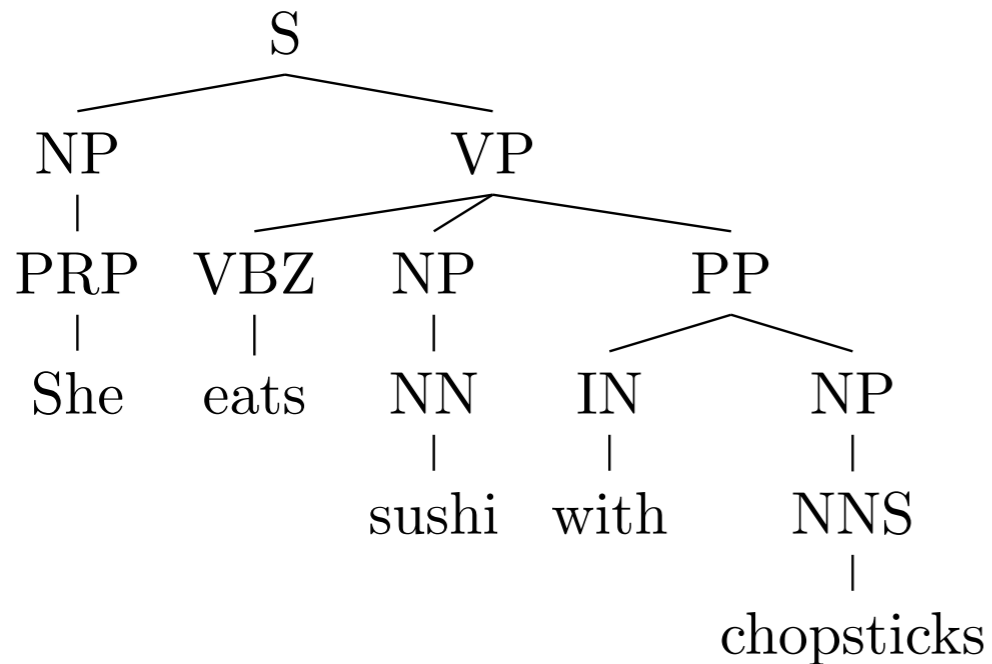 S
NP VP
PRP VBZ NP PP
She eats NN IN NP
sushi with NNS
chopsticks